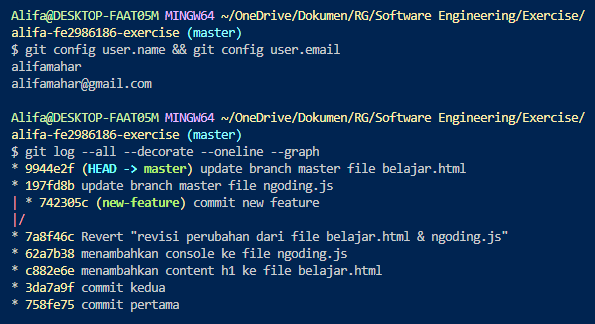 Alifa@DESKTOP-FAAT05M MINGW64 ~/OneDrive/Dokumen/RG/Software Engineering/Exercise/
alifa-fe2986186-exercise (master)
$ git config user.name && git config user.email
alifamahar
alifamahar@gmail.com

Alifa@DESKTOP-FAAT05M MINGW64 ~/OneDrive/Dokumen/RG/Software Engineering/Exercise/
alifa-fe2986186-exercise (master)
$ git log --all --decorate --oneline --graph
* 9944e2f (HEAD -> master) update branch master file belajar.html
* 197fd8b update branch master file ngoding.js
| * 742305c (new-feature) commit new feature
|/
* 7a8f46c Revert "revisi perubahan dari file belajar.html & ngoding.js"
* 62a7b38 menambahkan console ke file ngoding.js
* c882e6e menambahkan content h1 ke file belajar.html
* 3da7a9f commit kedua
* 758fe75 commit pertama